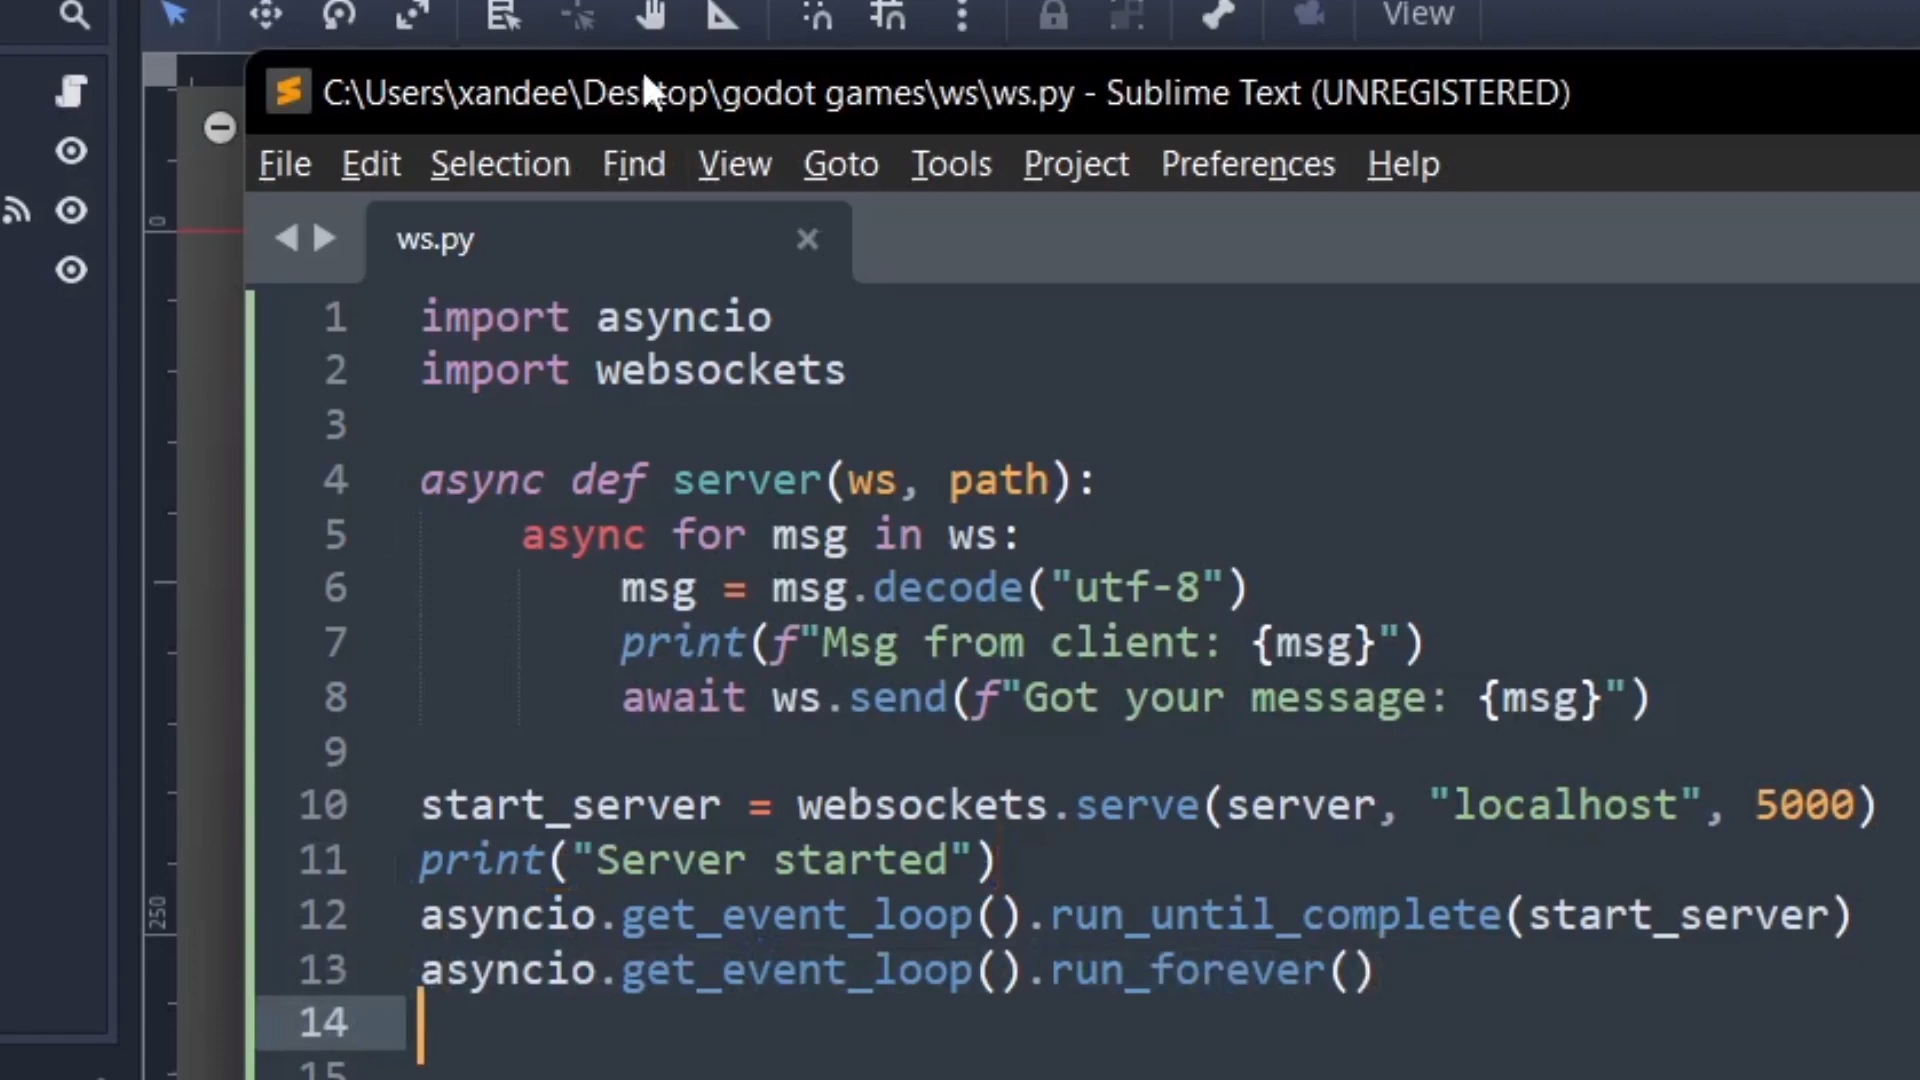 View
C:\Users\xandee\Desktop\godot games\ws\ws.py - Sublime Text (UNREGISTERED)
File Edit Selection Find View Goto Tools Project Preferences Help
ws.py
1 import asyncio
2 import websockets
3
4 async def server(ws, path):
5 async for msg in ws:
6 msg = msg.decode("utf-8")
7 print(f"Msg from client: {msg}")
8 await ws.send(f"Got your message: {msg}")
9
10 start_server = websockets.serve(server, "localhost", 5000)
11 print("Server started")
12 asyncio.get_event_loop().run_until_complete(start_server)
13 asyncio.get_event_loop().run_forever()
14
15
0
250